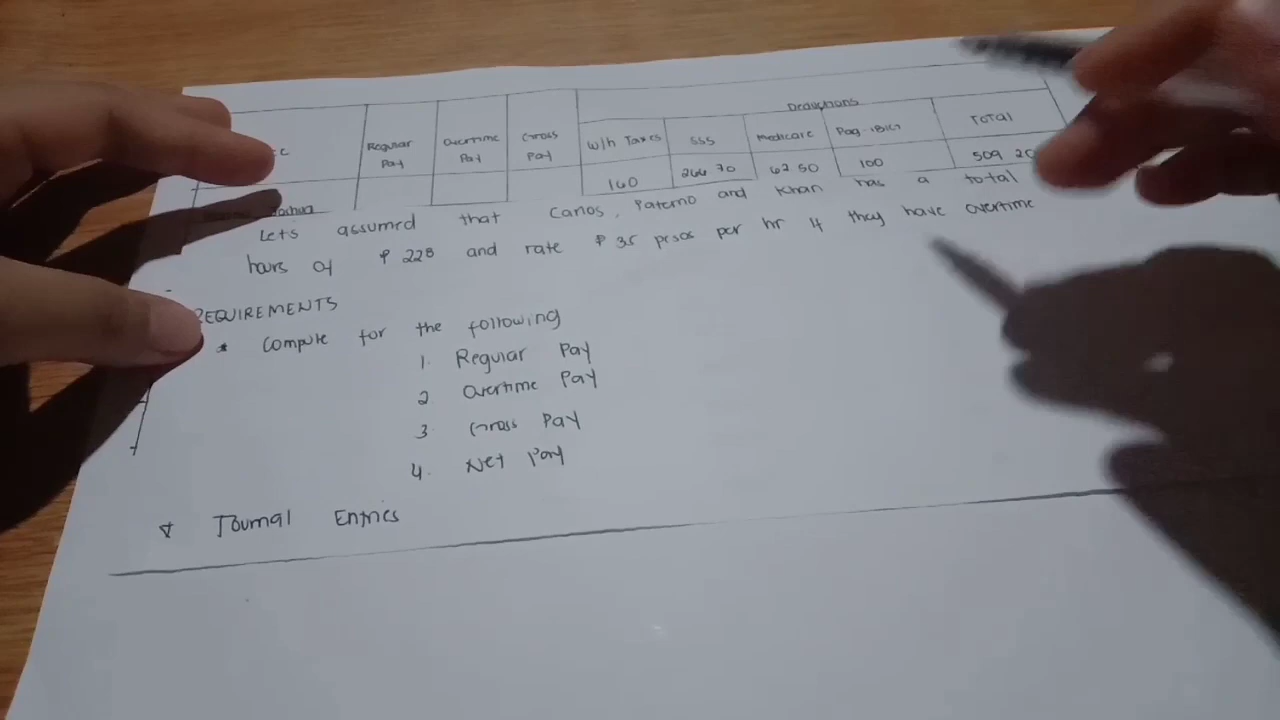 Deductions
Regular Pay Overtime Pay Gross Pay W/h Taxes SSS Medicare Pag-IBIG TOTAL
160 266 70 62 50 100 509 20
Lets assumed that Carlos, Paterno and Khan has a total
hours of ₱ 228 and rate ₱ 35 pesos per hr If they have overtime
REQUIREMENTS
* Compute for the following
1. Regular Pay
2. Overtime Pay
3. Gross Pay
4. Net Pay
Journal Entries